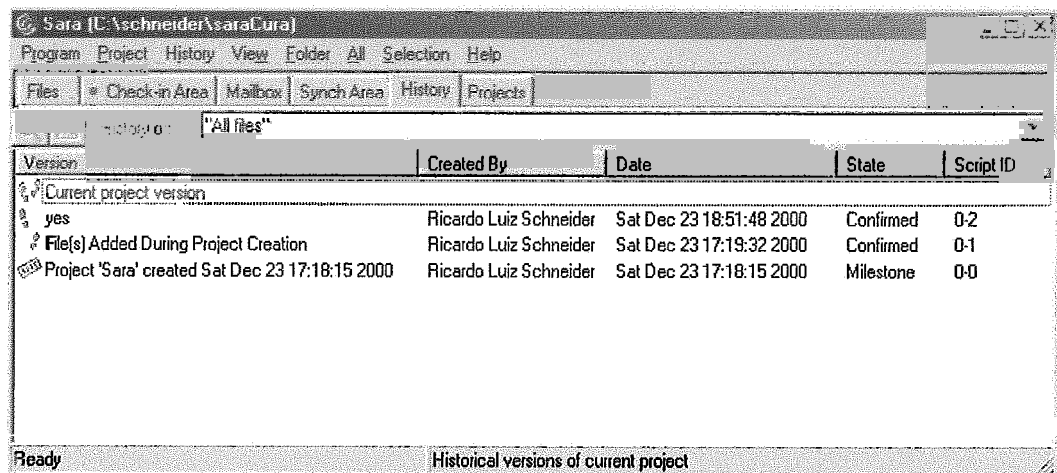 Sara [C:\schneider\saraCura]
Program Project History View Folder All Selection Help
Files Check-in Area Mailbox Synch Area History Projects
"All files"
Version Created By Date State Script ID
Current project version
yes Ricardo Luiz Schneider Sat Dec 23 18:51:48 2000 Confirmed 0-2
File(s) Added During Project Creation Ricardo Luiz Schneider Sat Dec 23 17:19:32 2000 Confirmed 0-1
Project 'Sara' created Sat Dec 23 17:18:15 2000 Ricardo Luiz Schneider Sat Dec 23 17:18:15 2000 Milestone 0-0
Ready Historical versions of current project